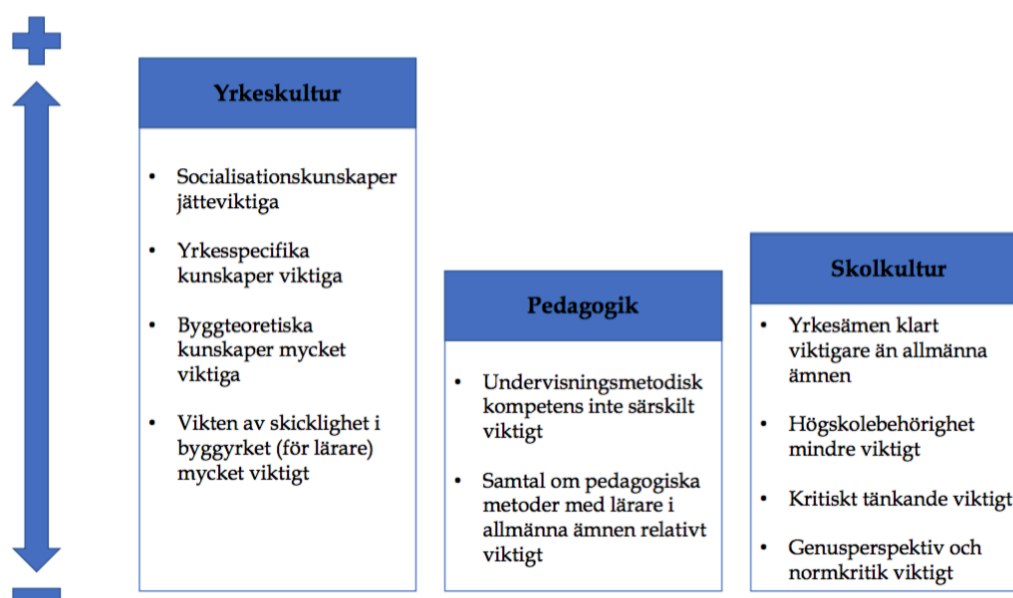 Yrkeskultur
• Socialisationskunskaper
jätteviktiga
• Yrkesspecifika
kunskaper viktiga
• Byggteoretiska
kunskaper mycket
viktiga
• Vikten av skicklighet i
byggyrket (för lärare)
mycket viktigt
Pedagogik
• Undervisningsmetodisk
kompetens inte särskilt
viktigt
• Samtal om pedagogiska
metoder med lärare i
allmänna ämnen relativt
viktigt
Skolkultur
• Yrkesämen klart
viktigare än allmänna
ämnen
• Högskolebehörighet
mindre viktigt
• Kritiskt tänkande viktigt
• Genusperspektiv och
normkritik viktigt